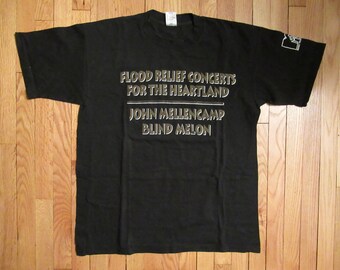 FLOOD RELIEF CONCERTS
FOR THE HEARTLAND
JOHN MELLENCAMP
BLIND MELON